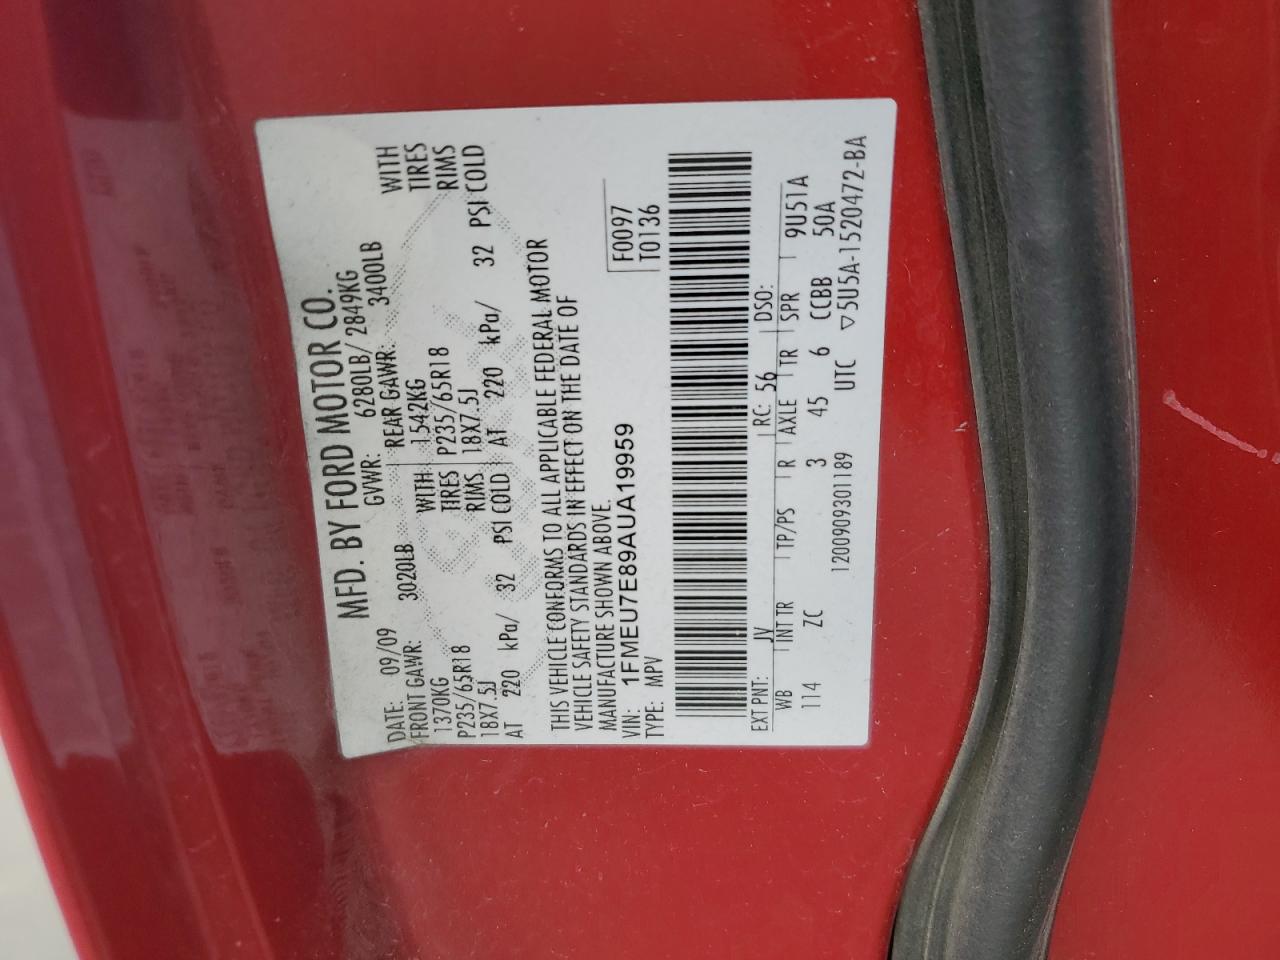 MFD. BY FORD MOTOR CO.
DATE: 09/09 GVWR: 6280LB/ 2849KG
FRONT GAWR: 3020LB REAR GAWR: 3400LB
1370KG WITH 1542KG WITH
P235/65R18 TIRES P235/65R18 TIRES
18X7.5J RIMS 18X7.5J RIMS
AT 220 kPa/ 32 PSI COLD AT 220 kPa/ 32 PSI COLD
THIS VEHICLE CONFORMS TO ALL APPLICABLE FEDERAL MOTOR
VEHICLE SAFETY STANDARDS IN EFFECT ON THE DATE OF
MANUFACTURE SHOWN ABOVE.
VIN: 1FMEU7E89AUA19959 F0097
TYPE: MPV T0136
EXT PNT: JV RC: 56 DSO:
WB INT TR TP/PS R AXLE TR SPR 9U51A
114 ZC 3 45 6 CCBB 50A
1200909301189 UTC ▽5U5A-1520472-BA